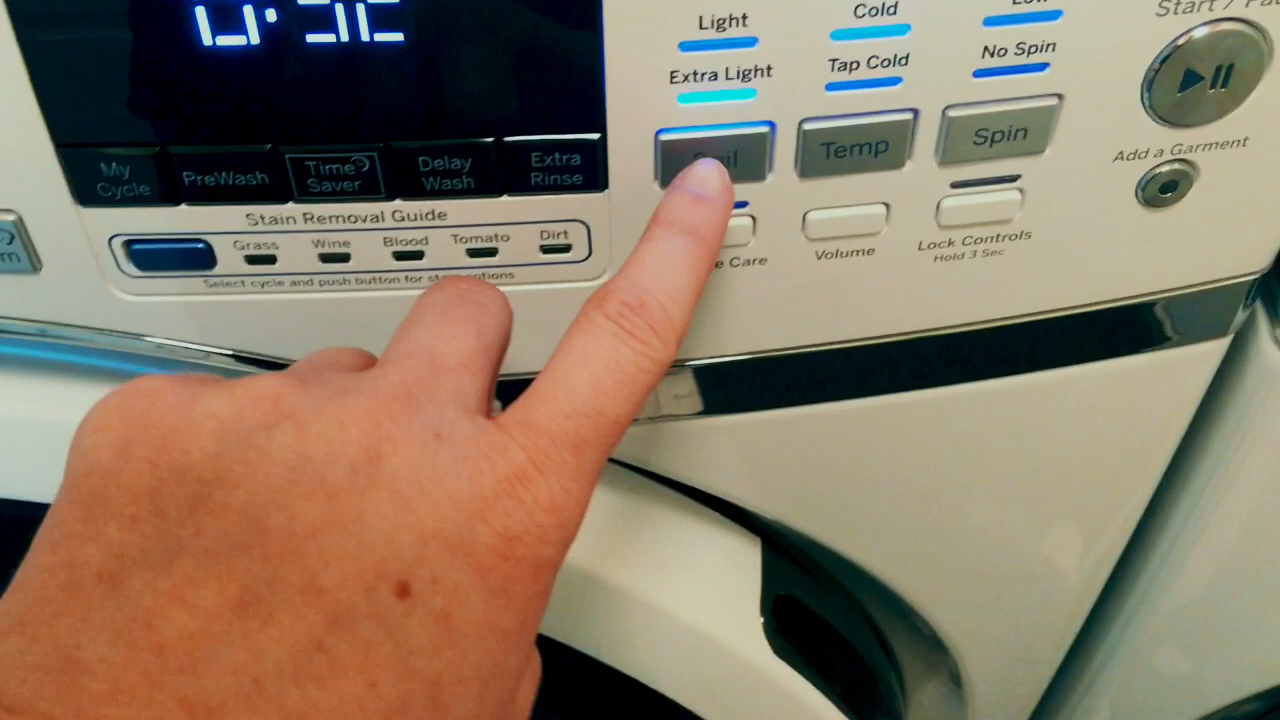 Light
Extra Light
Cold
Tap Cold
No Spin
Start /
Temp
Spin
Add a Garment
My
Cycle
PreWash
Time
Saver
Delay
Wash
Extra
Rinse
Stain Removal Guide
Grass
Wine
Blood
Tomato
Dirt
Select cycle and push button for
Care
Volume
Lock Controls
Hold 3 Sec